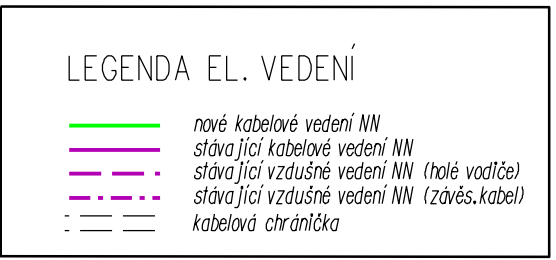 LEGENDA EL. VEDENÍ
nové kabelové vedení NN
stávající kabelové vedení NN
stávající vzdušné vedení NN (holé vodiče)
stávající vzdušné vedení NN (závěs.kabel)
kabelová chránička